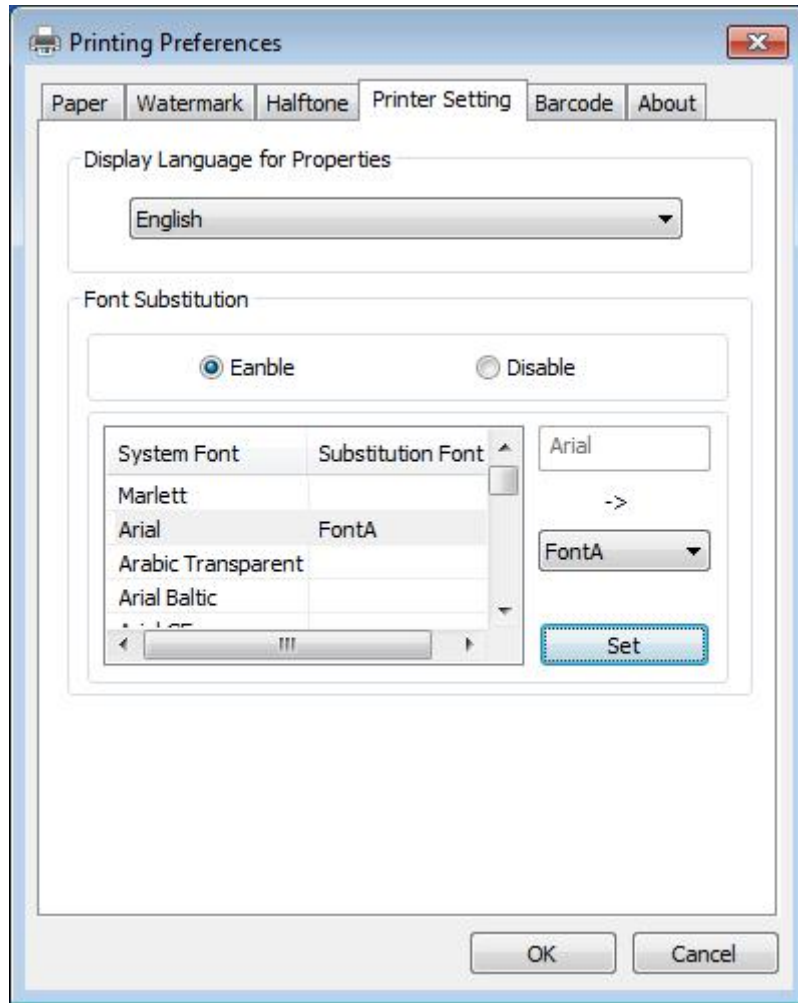 Printing Preferences
Paper Watermark Halftone Printer Setting Barcode About
Display Language for Properties
English
Font Substitution
Eanble Disable
System Font Substitution Font
Marlett
Arial FontA
Arabic Transparent
Arial Baltic
Arial
->
FontA
Set
OK Cancel